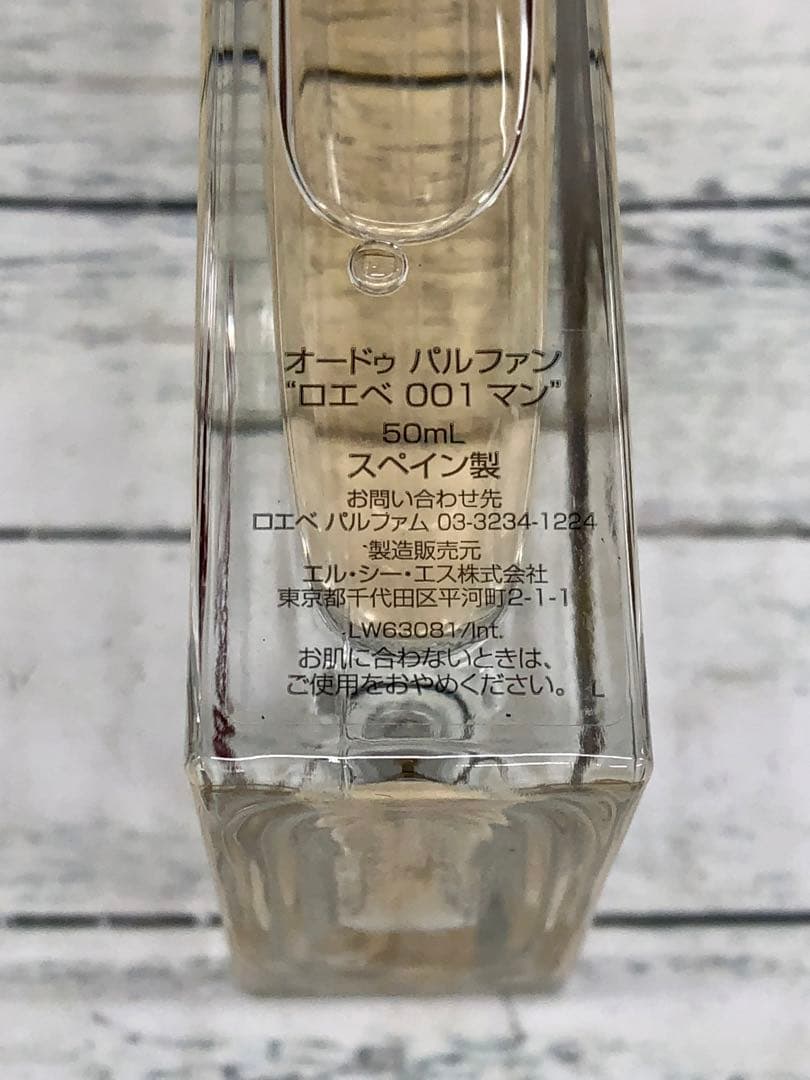 オードゥ パルファン
“ロエベ 001 マン”
50mL
スペイン製
お問い合わせ先
ロエベ パルファム 03-3234-1224
製造販売元
エル・シー・エス株式会社
東京都千代田区平河町2-1-1
LW63081/Int.
お肌に合わないときは、
ご使用をおやめください。 L